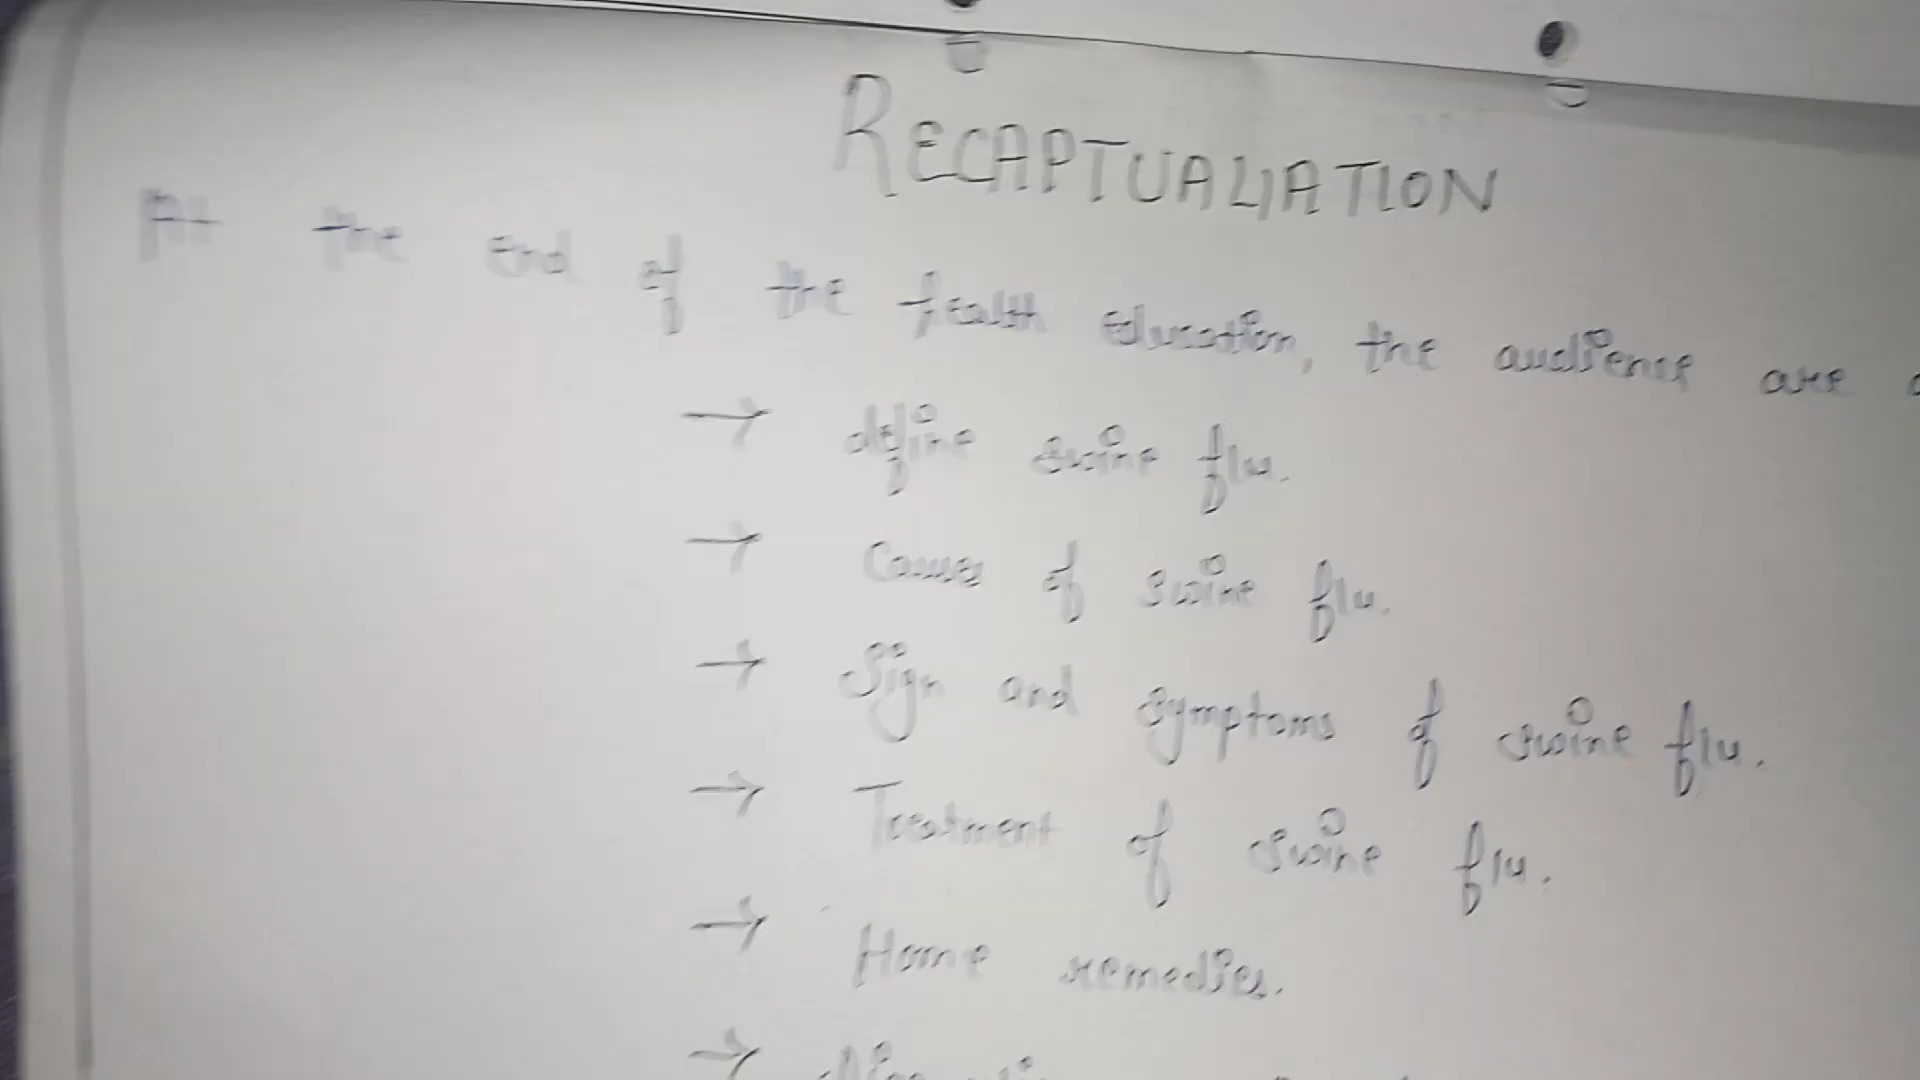 RECAPTUALIATION
At the end of the health education, the audience are
→ define swine flu.
→ Causes of swine flu.
→ Sign and symptoms of swine flu.
→ Treatment of swine flu.
→ Home remedies.
→